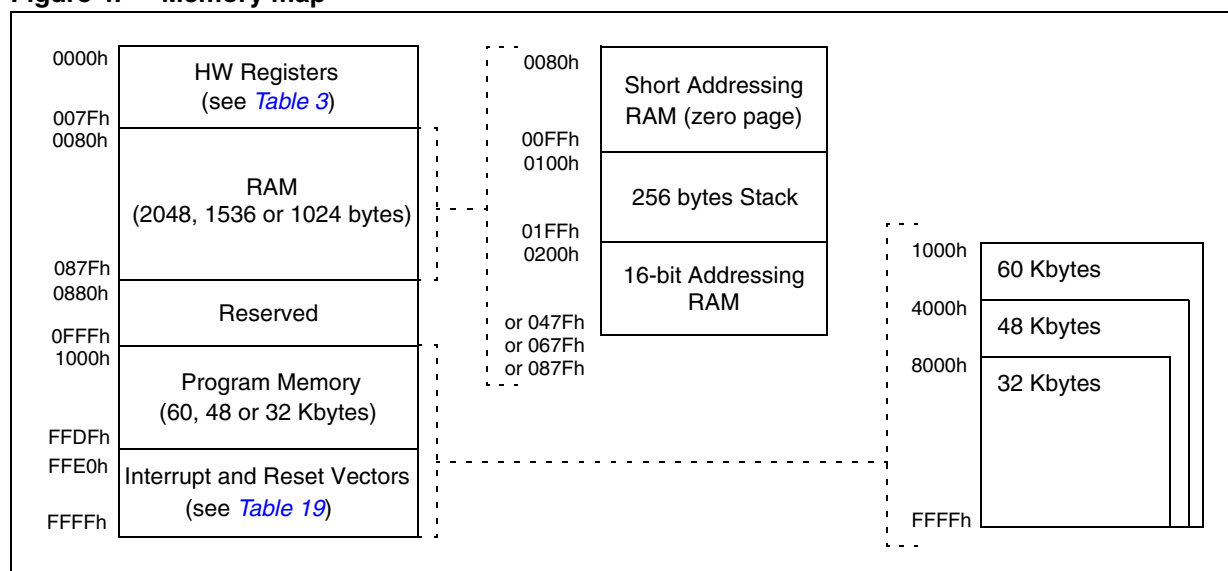 Figure 4. Memory map
0000h
HW Registers
(see Table 3)
007Fh
0080h
RAM
(2048, 1536 or 1024 bytes)
087Fh
0880h
Reserved
0FFFh
1000h
Program Memory
(60, 48 or 32 Kbytes)
FFDFh
FFE0h
Interrupt and Reset Vectors
(see Table 19)
FFFFh
0080h
Short Addressing
RAM (zero page)
00FFh
0100h
256 bytes Stack
01FFh
0200h
16-bit Addressing
RAM
or 047Fh
or 067Fh
or 087Fh
1000h
60 Kbytes
4000h
48 Kbytes
8000h
32 Kbytes
FFFFh